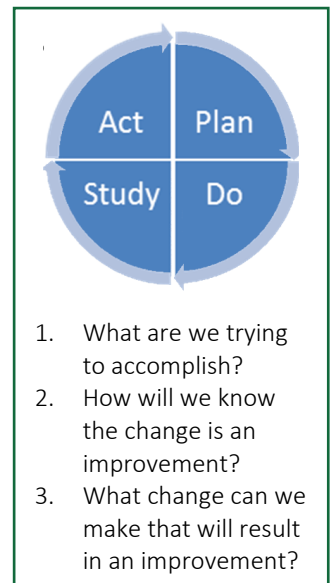 Act Plan
Study Do
1. What are we trying
to accomplish?
2. How will we know
the change is an
improvement?
3. What change can we
make that will result
in an improvement?